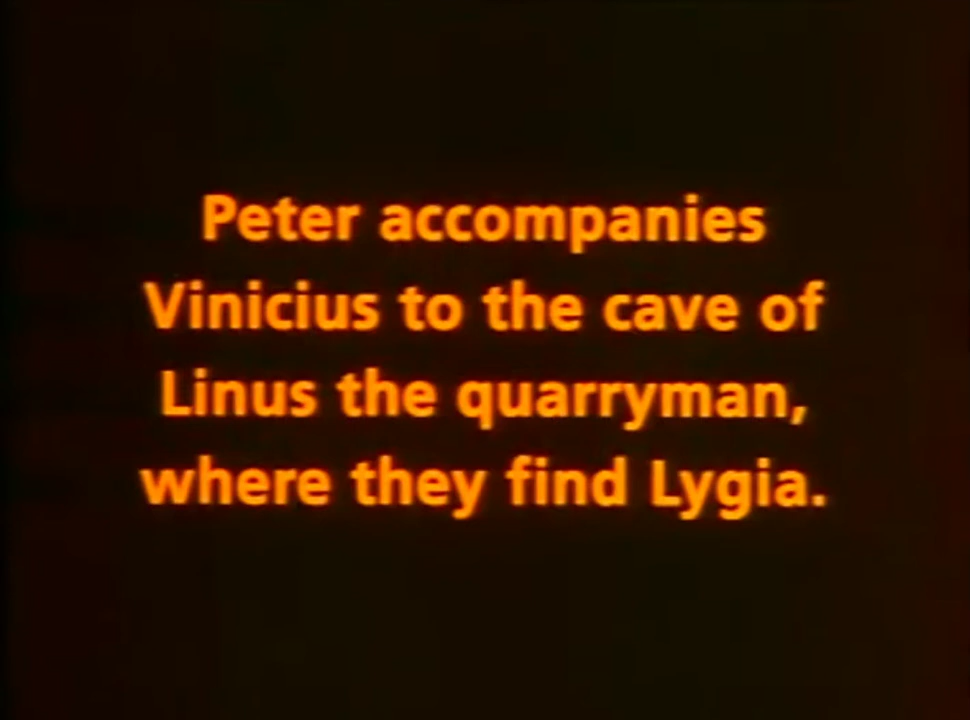 Peter accompanies
Vinicius to the cave of
Linus the quarryman,
where they find Lygia.